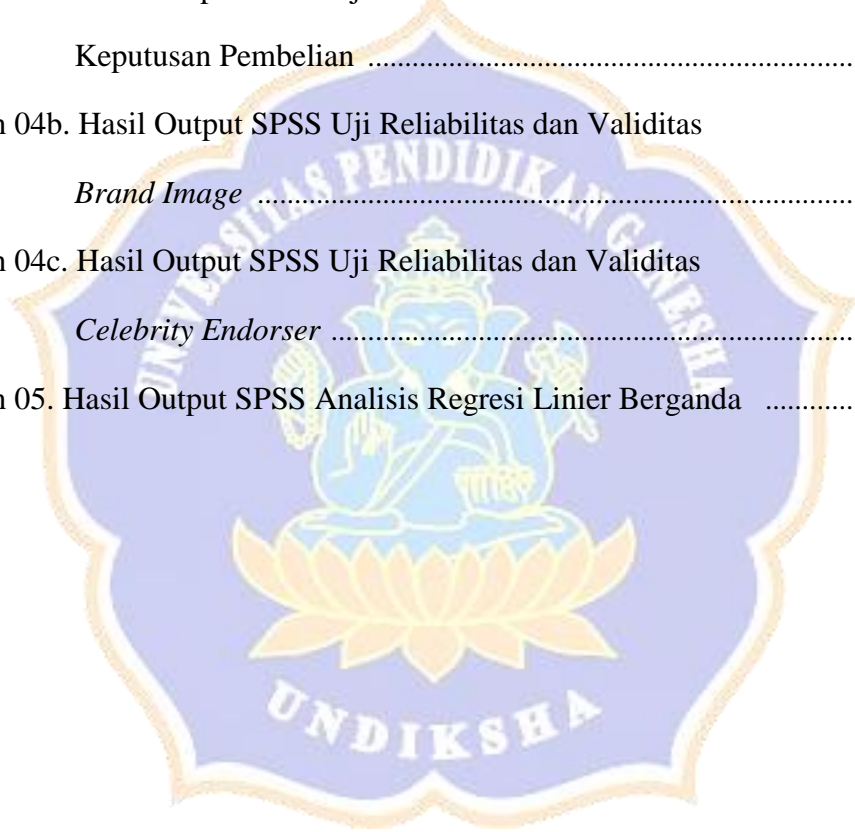 Keputusan Pembelian ................................................................
n 04b. Hasil Output SPSS Uji Reliabilitas dan Validitas
Brand Image ................................................................................
n 04c. Hasil Output SPSS Uji Reliabilitas dan Validitas
Celebrity Endorser ......................................................................
n 05. Hasil Output SPSS Analisis Regresi Linier Berganda ............
UNIVERSITAS PENDIDIKAN GANESHA
UNDIKSHA